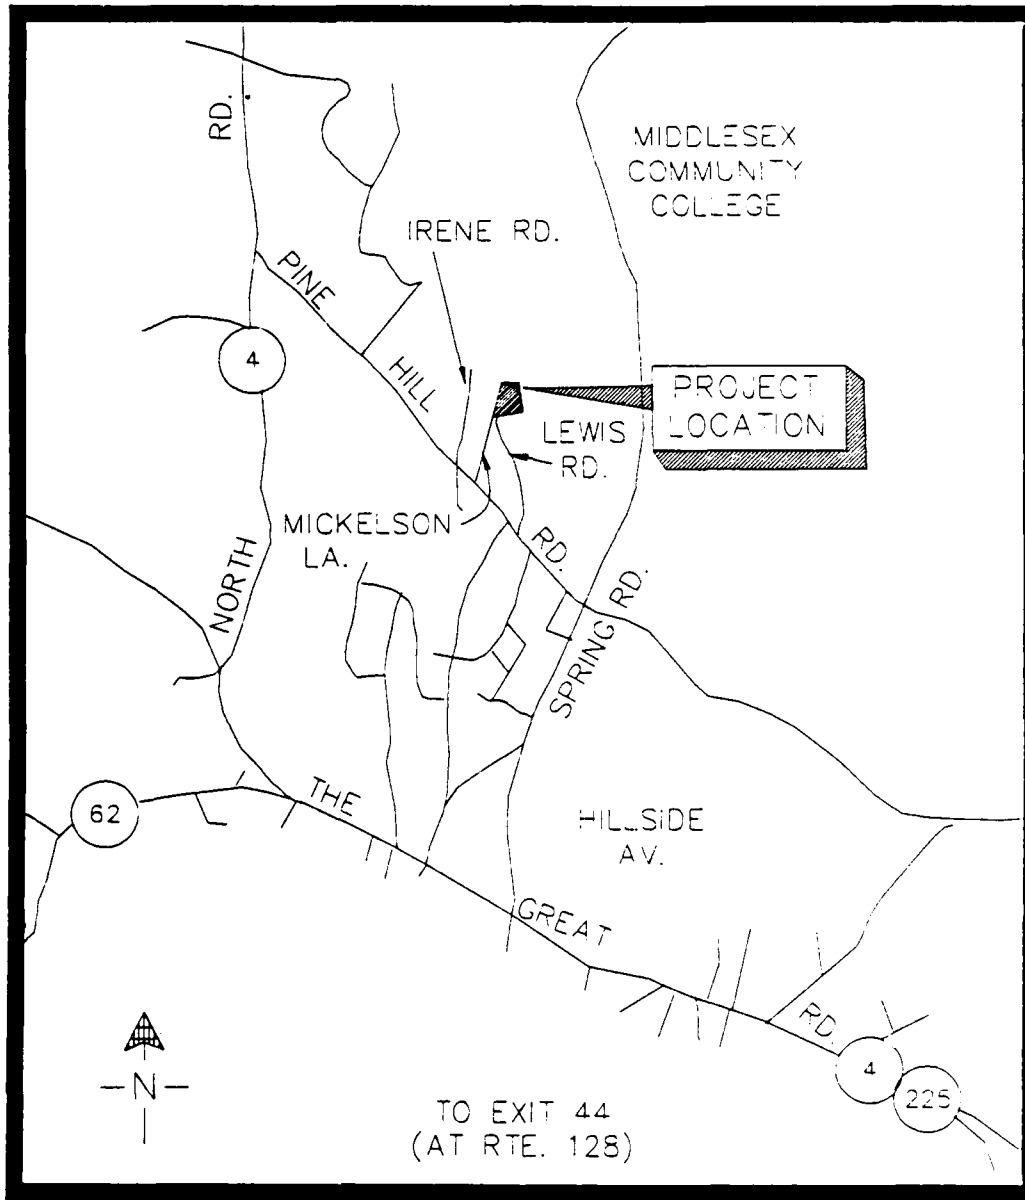 RD.
MIDDLESEX
COMMUNITY
COLLEGE
IRENE RD.
PINE
HILL
RD.
4
PROJECT
LOCATION
LEWIS
RD.
MICKELSON
LA.
NORTH
SPRING RD.
62
THE
GREAT
RD.
HILLSIDE
AV.
4
225
-N-
TO EXIT 44
(AT RTE. 128)